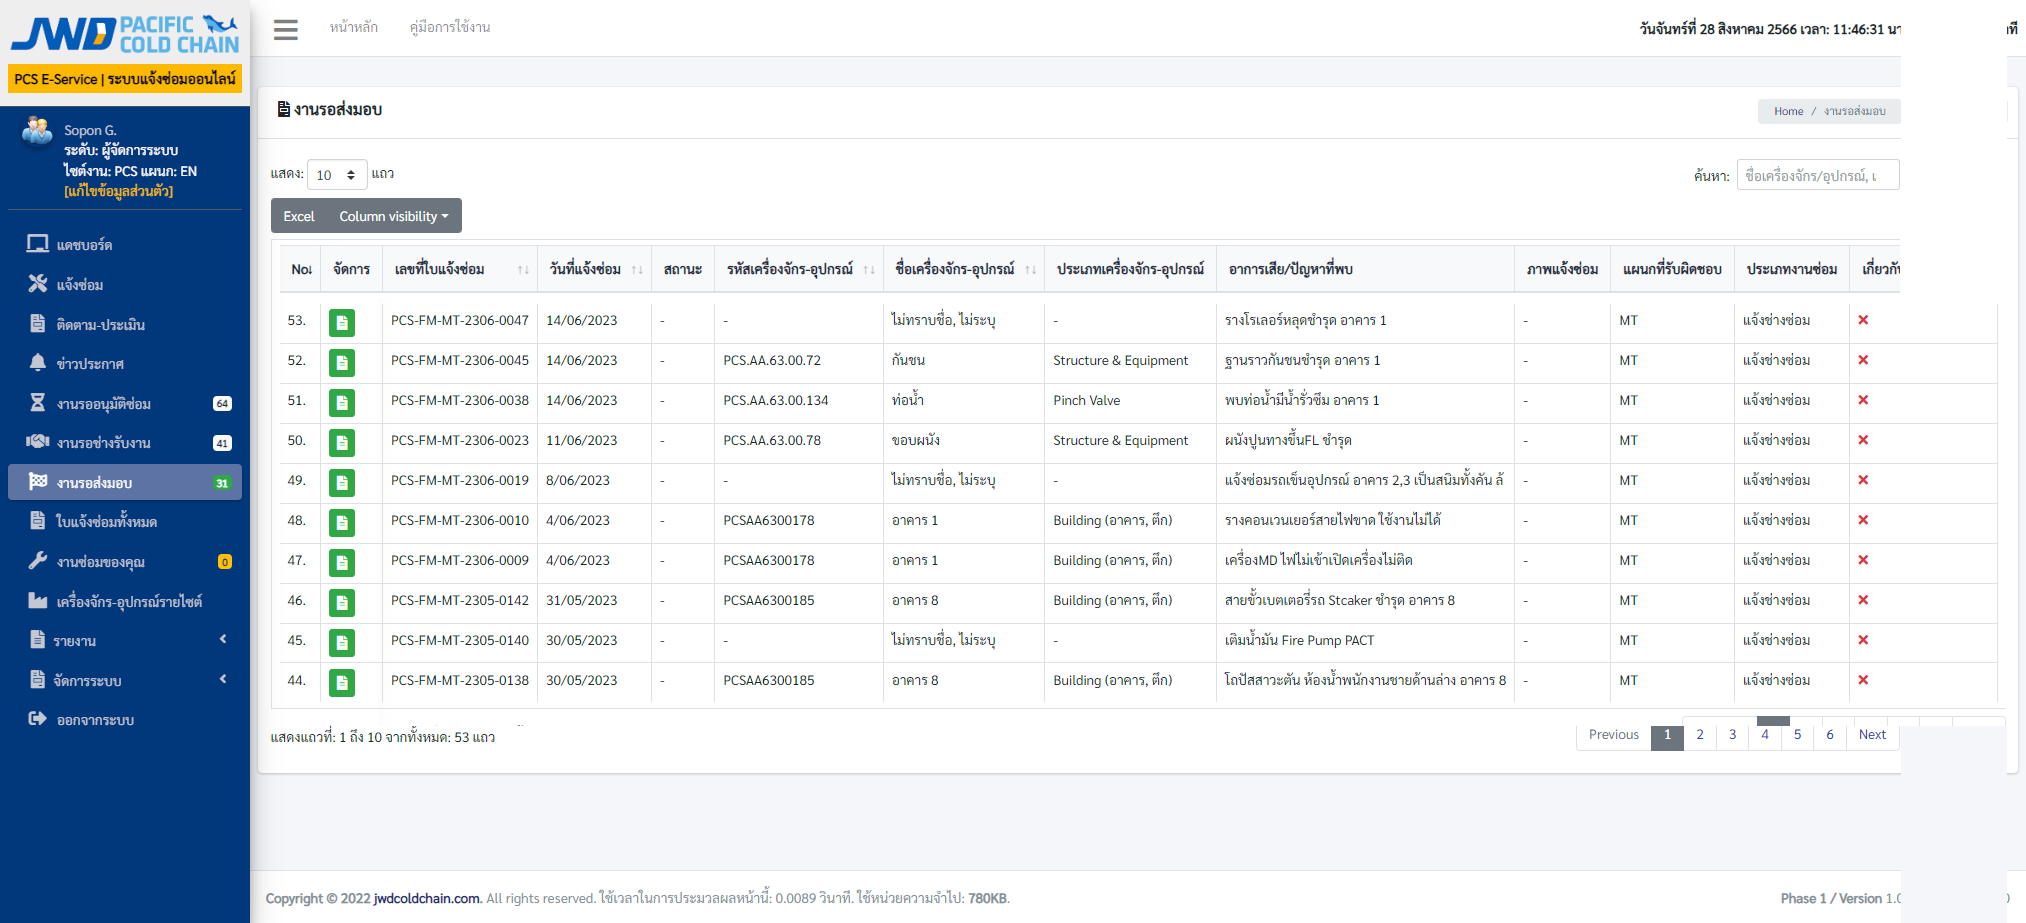 JWD PACIFIC COLD CHAIN
PCS E-Service | ระบบแจ้งซ่อมออนไลน์
Sopon G.
ระดับ: ผู้จัดการระบบ
ไซต์งาน: PCS แผนก: EN
[แก้ไขข้อมูลส่วนตัว]
แดชบอร์ด
แจ้งซ่อม
ติดตาม-ประเมิน
ข่าวประกาศ
งานรออนุมัติซ่อม 64
งานรอช่างรับงาน 41
งานรอส่งมอบ 31
ใบแจ้งซ่อมทั้งหมด
งานซ่อมของคุณ 0
เครื่องจักร-อุปกรณ์รายไซต์
รายงาน
จัดการระบบ
ออกจากระบบ
หน้าหลัก คู่มือการใช้งาน
วันจันทร์ที่ 28 สิงหาคม 2566 เวลา: 11:46:31 นา ที
งานรอส่งมอบ
Home / งานรอส่งมอบ
แสดง: 10 แถว
ค้นหา: ชื่อเครื่องจักร/อุปกรณ์, เ
Excel Column visibility
No จัดการ เลขที่ใบแจ้งซ่อม วันที่แจ้งซ่อม สถานะ รหัสเครื่องจักร-อุปกรณ์ ชื่อเครื่องจักร-อุปกรณ์ ประเภทเครื่องจักร-อุปกรณ์ อาการเสีย/ปัญหาที่พบ ภาพแจ้งซ่อม แผนกที่รับผิดชอบ ประเภทงานซ่อม เกี่ยวกับ
53. PCS-FM-MT-2306-0047 14/06/2023 - - ไม่ทราบชื่อ, ไม่ระบุ - รางโรเลอร์หลุดชำรุด อาคาร 1 - MT แจ้งช่างซ่อม
52. PCS-FM-MT-2306-0045 14/06/2023 - PCS.AA.63.00.72 กันชน Structure & Equipment ฐานราวกันชนชำรุด อาคาร 1 - MT แจ้งช่างซ่อม
51. PCS-FM-MT-2306-0038 14/06/2023 - PCS.AA.63.00.134 ท่อน้ำ Pinch Valve พบท่อน้ำมีน้ำรั่วซึม อาคาร 1 - MT แจ้งช่างซ่อม
50. PCS-FM-MT-2306-0023 11/06/2023 - PCS.AA.63.00.78 ขอบผนัง Structure & Equipment ผนังปูนทางขึ้นFL ชำรุด - MT แจ้งช่างซ่อม
49. PCS-FM-MT-2306-0019 8/06/2023 - - ไม่ทราบชื่อ, ไม่ระบุ - แจ้งซ่อมรถเข็นอุปกรณ์ อาคาร 2,3 เป็นสนิมทั้งคัน ล้ - MT แจ้งช่างซ่อม
48. PCS-FM-MT-2306-0010 4/06/2023 - PCSAA6300178 อาคาร 1 Building (อาคาร, ตึก) รางคอนเวนเยอร์สายไฟขาด ใช้งานไม่ได้ - MT แจ้งช่างซ่อม
47. PCS-FM-MT-2306-0009 4/06/2023 - PCSAA6300178 อาคาร 1 Building (อาคาร, ตึก) เครื่องMD ไฟไม่เข้าเปิดเครื่องไม่ติด - MT แจ้งช่างซ่อม
46. PCS-FM-MT-2305-0142 31/05/2023 - PCSAA6300185 อาคาร 8 Building (อาคาร, ตึก) สายขั้วเบตเตอรี่รถ Stcaker ชำรุด อาคาร 8 - MT แจ้งช่างซ่อม
45. PCS-FM-MT-2305-0140 30/05/2023 - - ไม่ทราบชื่อ, ไม่ระบุ - เติมน้ำมัน Fire Pump PACT - MT แจ้งช่างซ่อม
44. PCS-FM-MT-2305-0138 30/05/2023 - PCSAA6300185 อาคาร 8 Building (อาคาร, ตึก) โถปัสสาวะตัน ห้องน้ำพนักงานชายด้านล่าง อาคาร 8 - MT แจ้งช่างซ่อม
แสดงแถวที่: 1 ถึง 10 จากทั้งหมด: 53 แถว
Previous 1 2 3 4 5 6 Next
Copyright © 2022 jwdcoldchain.com. All rights reserved. ใช้เวลาในการประมวลผลหน้านี้: 0.0089 วินาที. ใช้หน่วยความจำไป: 780KB.
Phase 1 / Version 1.0